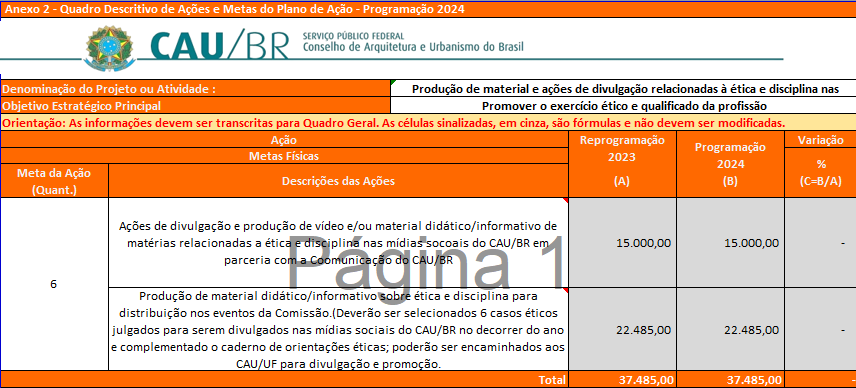 Anexo 2 - Quadro Descritivo de Ações e Metas do Plano de Ação - Programação 2024
CAU/BR
SERVIÇO PÚBLICO FEDERAL
Conselho de Arquitetura e Urbanismo do Brasil
Denominação do Projeto ou Atividade :
Produção de material e ações de divulgação relacionadas à ética e disciplina nas
Objetivo Estratégico Principal
Promover o exercício ético e qualificado da profissão
Orientação: As informações devem ser transcritas para Quadro Geral. As células sinalizadas, em cinza, são fórmulas e não devem ser modificadas.
Ação
Reprogramação
2023
(A)
Programação
2024
(B)
Variação
%
(C=B/A)
Metas Físicas
Meta da Ação
(Quant.)
Descrições das Ações
6
Ações de divulgação e produção de vídeo e/ou material didático/informativo de
matérias relacionadas a ética e disciplina nas mídias socoais do CAU/BR em
parceria com a Coomunicação do CAU/BR
15.000,00
15.000,00
-
Página 1
Produção de material didático/informativo sobre ética e disciplina para
distribuição nos eventos da Comissão.(Deverão ser selecionados 6 casos éticos
julgados para serem divulgados nas mídias sociais do CAU/BR no decorrer do ano
e complementado o caderno de orientações éticas; poderão ser encaminhados aos
CAU/UF para divulgação e promoção.
22.485,00
22.485,00
-
Total
37.485,00
37.485,00
-